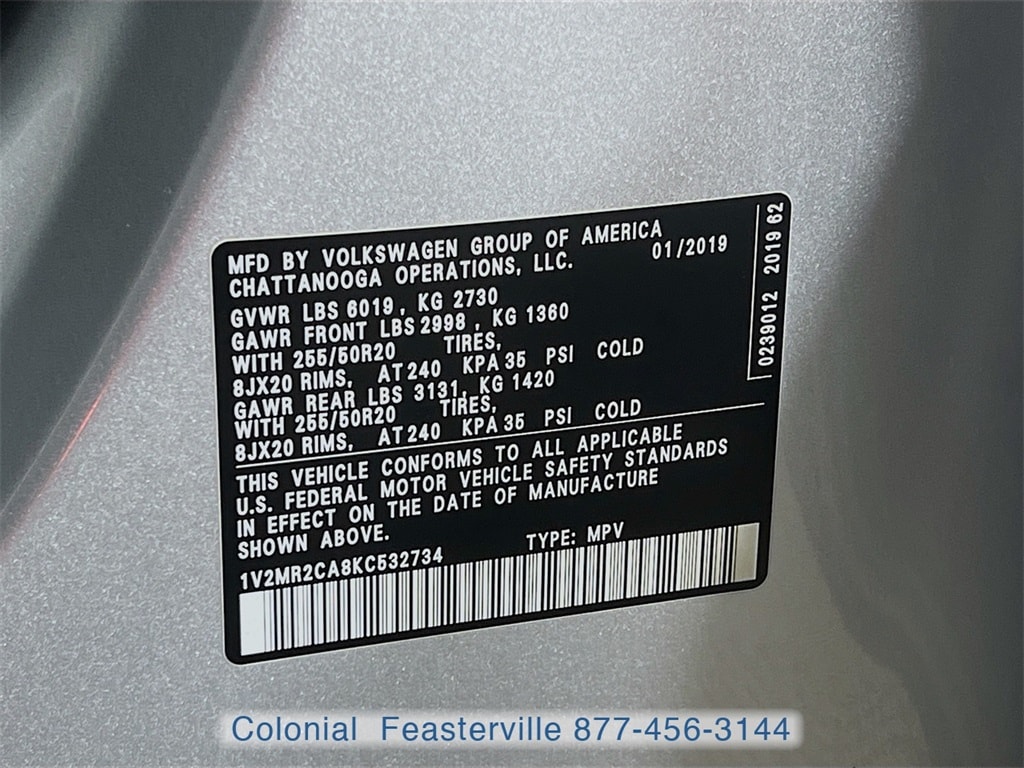 MFD BY VOLKSWAGEN GROUP OF AMERICA
CHATTANOOGA OPERATIONS, LLC. 01/2019
GVWR LBS 6019, KG 2730
GAWR FRONT LBS 2998, KG 1360
WITH 255/50R20 TIRES,
8JX20 RIMS, AT 240 KPA 35 PSI COLD
GAWR REAR LBS 3131, KG 1420
WITH 255/50R20 TIRES,
8JX20 RIMS, AT 240 KPA 35 PSI COLD
THIS VEHICLE CONFORMS TO ALL APPLICABLE
U.S. FEDERAL MOTOR VEHICLE SAFETY STANDARDS
IN EFFECT ON THE DATE OF MANUFACTURE
SHOWN ABOVE.
1V2MR2CA8KC532734 TYPE: MPV
0239012 2019 62
Colonial Feasterville 877-456-3144